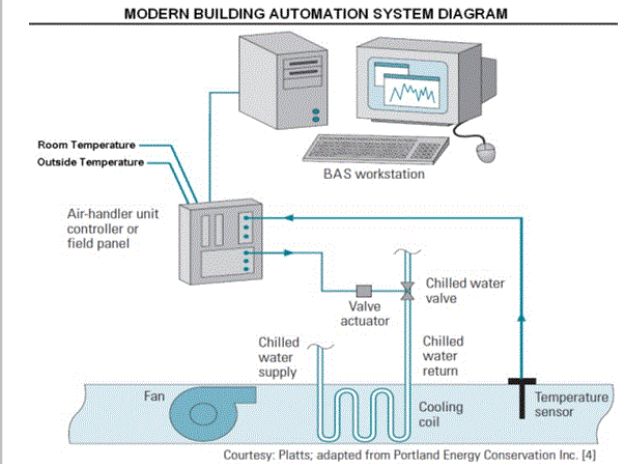 MODERN BUILDING AUTOMATION SYSTEM DIAGRAM
Room Temperature
Outside Temperature
BAS workstation
Air-handler unit
controller or
field panel
Chilled water
valve
Valve
actuator
Chilled
water
supply
Chilled
water
return
Fan
Cooling
coil
Temperature
sensor
Courtesy: Platts; adapted from Portland Energy Conservation Inc. [4]